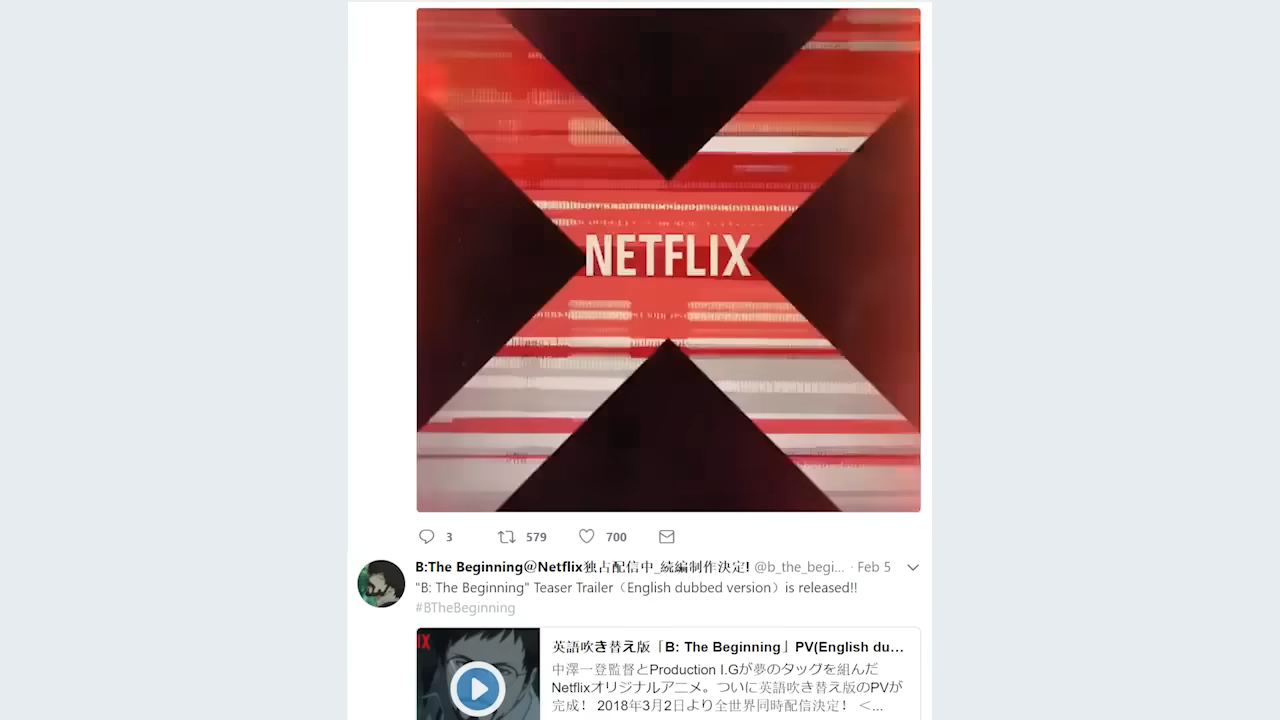 NETFLIX
3 579 700
B:The Beginning@Netflix独占配信中_続編制作決定! @b_the_begi... · Feb 5
"B: The Beginning" Teaser Trailer（English dubbed version）is released!!
#BTheBeginning
IX
英語吹き替え版「B: The Beginning」PV(English du...
中澤一登監督とProduction I.Gが夢のタッグを組んだ
Netflixオリジナルアニメ。ついに英語吹き替え版のPVが
完成！ 2018年3月2日より全世界同時配信決定！ ＜...